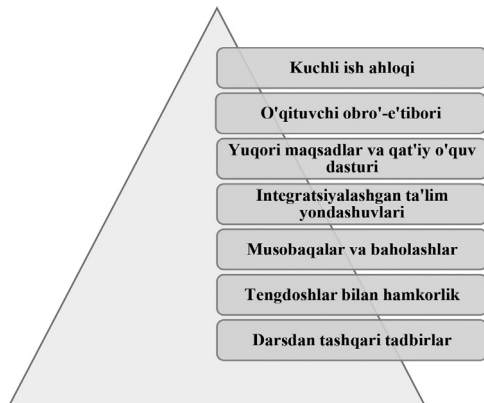 Kuchli ish ahloqi
O'qituvchi obro'-e'tibori
Yuqori maqsadlar va qat'iy o'quv
dasturi
Integratsiyalashgan ta'lim
yondashuvlari
Musobaqalar va baholashlar
Tengdoshlar bilan hamkorlik
Darsdan tashqari tadbirlar